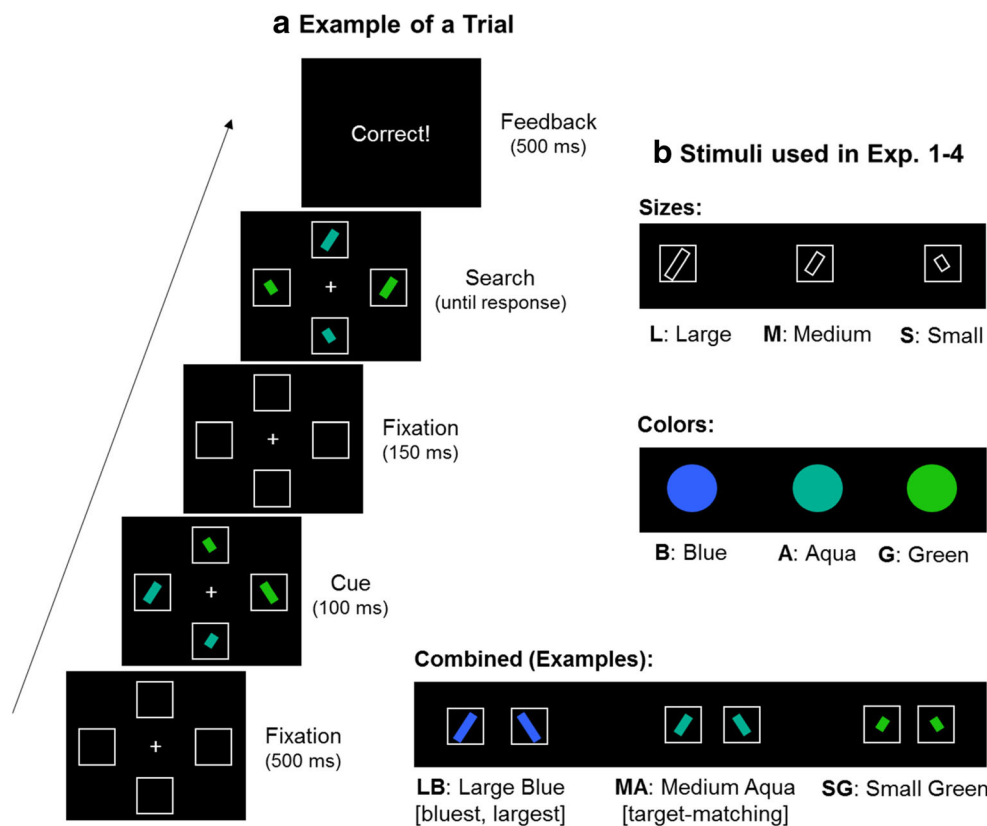 a Example of a Trial
Correct!
Feedback
(500 ms)
Search
(until response)
Fixation
(150 ms)
Cue
(100 ms)
Fixation
(500 ms)
b Stimuli used in Exp. 1-4
Sizes:
L: Large M: Medium S: Small
Colors:
B: Blue A: Aqua G: Green
Combined (Examples):
LB: Large Blue MA: Medium Aqua SG: Small Green
[bluest, largest] [target-matching]